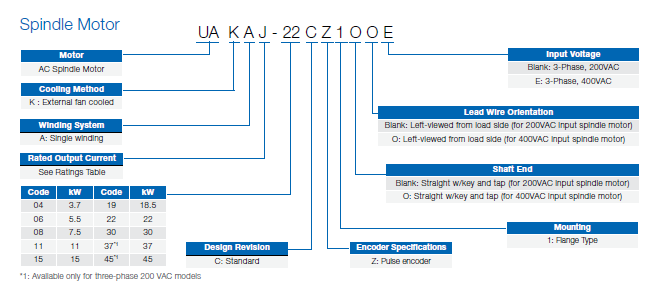 Spindle Motor
UA K A J - 22 C Z 1 O O E
Motor
AC Spindle Motor
Cooling Method
K : External fan cooled
Winding System
A: Single winding
Rated Output Current
See Ratings Table
Code kW Code kW
04 3.7 19 18.5
06 5.5 22 22
08 7.5 30 30
11 11 37*1 37
15 15 45*1 45
*1: Available only for three-phase 200 VAC models
Design Revision
C: Standard
Encoder Specifications
Z: Pulse encoder
Mounting
1: Flange Type
Shaft End
Blank: Straight w/key and tap (for 200VAC input spindle motor)
O: Straight w/key and tap (for 400VAC input spindle motor)
Lead Wire Orientation
Blank: Left-viewed from load side (for 200VAC input spindle motor)
O: Left-viewed from load side (for 400VAC input spindle motor)
Input Voltage
Blank: 3-Phase, 200VAC
E: 3-Phase, 400VAC